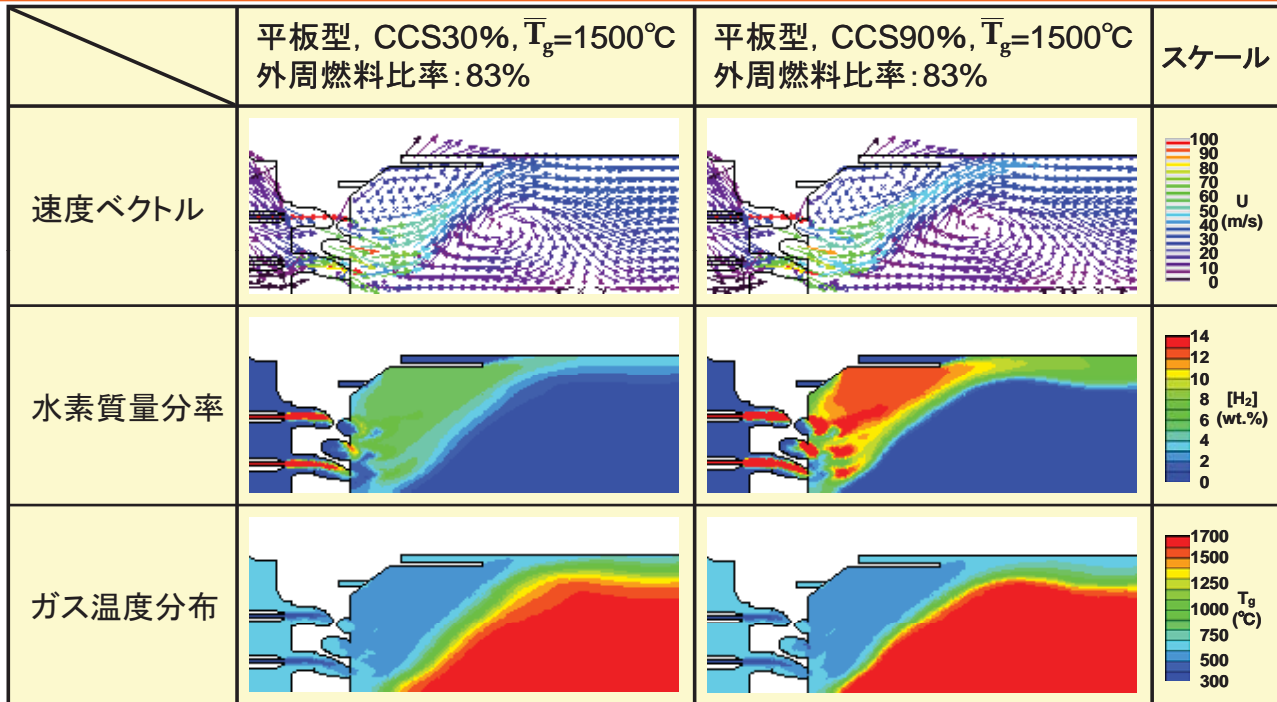 平板型, CCS30%, T̅g=1500℃
外周燃料比率:83%
平板型, CCS90%, T̅g=1500℃
外周燃料比率:83%
スケール
速度ベクトル
100
90
80
70
60
50
40
30
20
10
0
U
(m/s)
水素質量分率
14
12
10
8
6
4
2
0
[H₂]
(wt.%)
ガス温度分布
1700
1500
1250
1000
750
500
300
Tg
(℃)